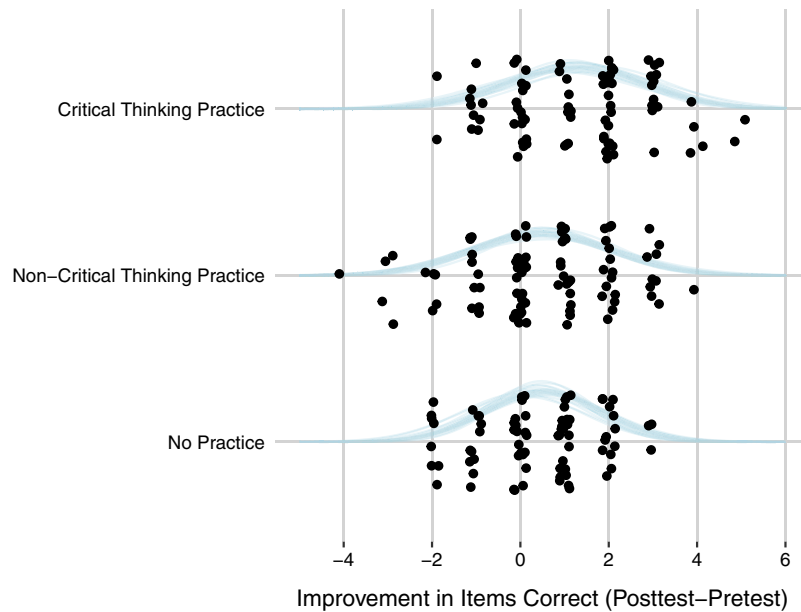 Critical Thinking Practice
Non−Critical Thinking Practice
No Practice
−4 −2 0 2 4 6
Improvement in Items Correct (Posttest−Pretest)